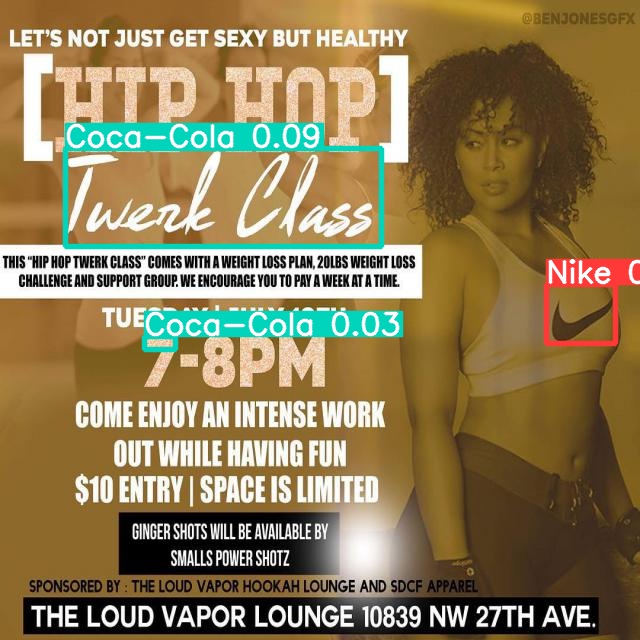 @BENJONESGFX
LET'S NOT JUST GET SEXY BUT HEALTHY
[HIP HOP]
Coca-Cola 0.09
Twerk Class
THIS "HIP HOP TWERK CLASS" COMES WITH A WEIGHT LOSS PLAN, 20LBS WEIGHT LOSS
CHALLENGE AND SUPPORT GROUP. WE ENCOURAGE YOU TO PAY A WEEK AT A TIME.
Nike
TUESDAY | JULY
Coca-Cola 0.03
7-8PM
COME ENJOY AN INTENSE WORK
OUT WHILE HAVING FUN
$10 ENTRY | SPACE IS LIMITED
GINGER SHOTS WILL BE AVAILABLE BY
SMALLS POWER SHOTZ
SPONSORED BY : THE LOUD VAPOR HOOKAH LOUNGE AND SDCF APPAREL
THE LOUD VAPOR LOUNGE 10839 NW 27TH AVE.